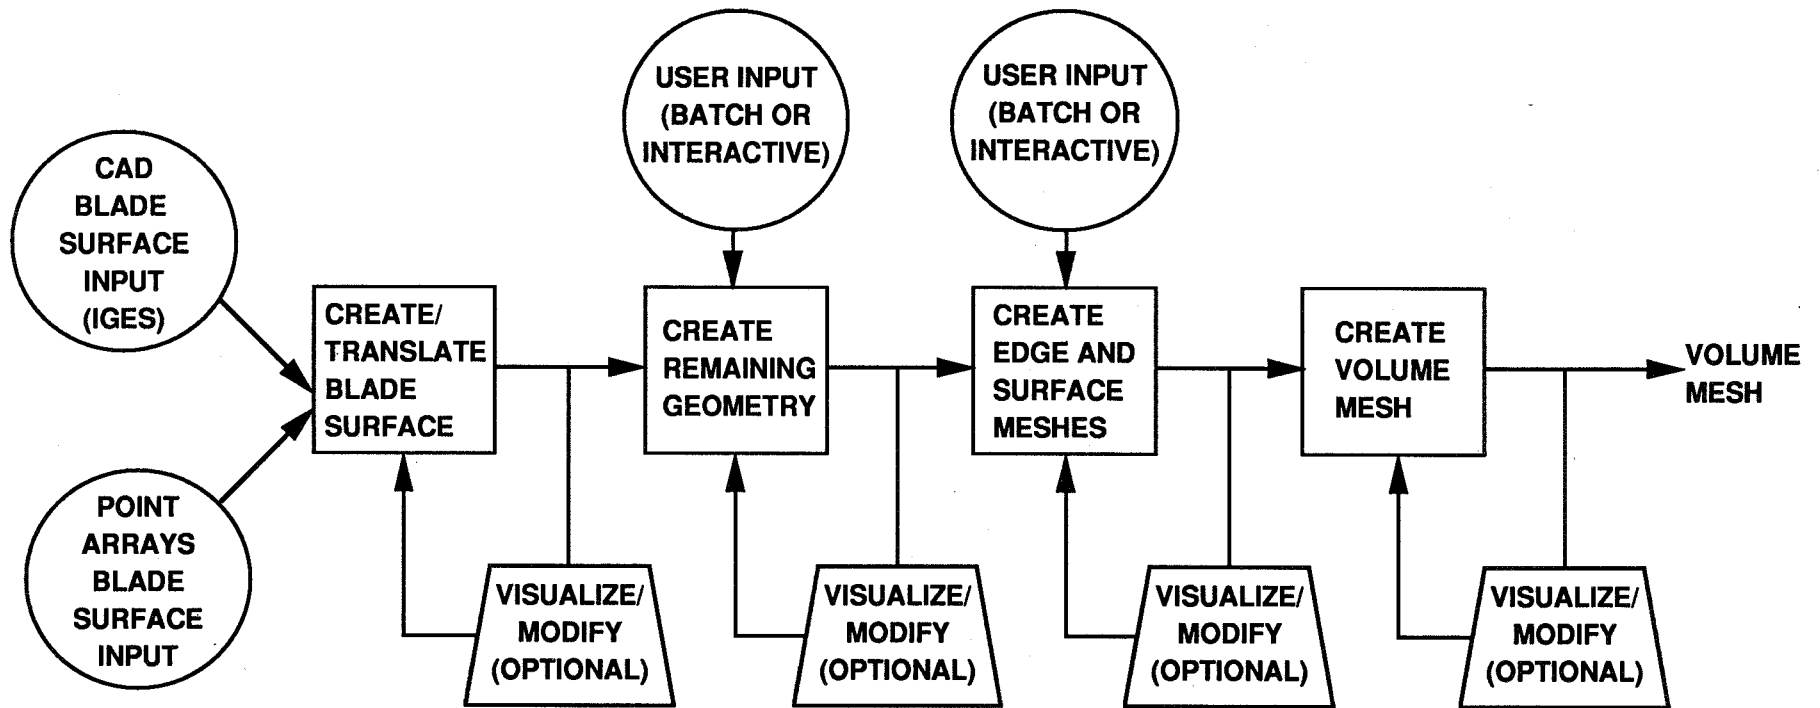 USER INPUT
(BATCH OR
INTERACTIVE)
USER INPUT
(BATCH OR
INTERACTIVE)
CAD
BLADE
SURFACE
INPUT
(IGES)
CREATE/
TRANSLATE
BLADE
SURFACE
CREATE
REMAINING
GEOMETRY
CREATE
EDGE AND
SURFACE
MESHES
CREATE
VOLUME
MESH
VOLUME
MESH
POINT
ARRAYS
BLADE
SURFACE
INPUT
VISUALIZE/
MODIFY
(OPTIONAL)
VISUALIZE/
MODIFY
(OPTIONAL)
VISUALIZE/
MODIFY
(OPTIONAL)
VISUALIZE/
MODIFY
(OPTIONAL)